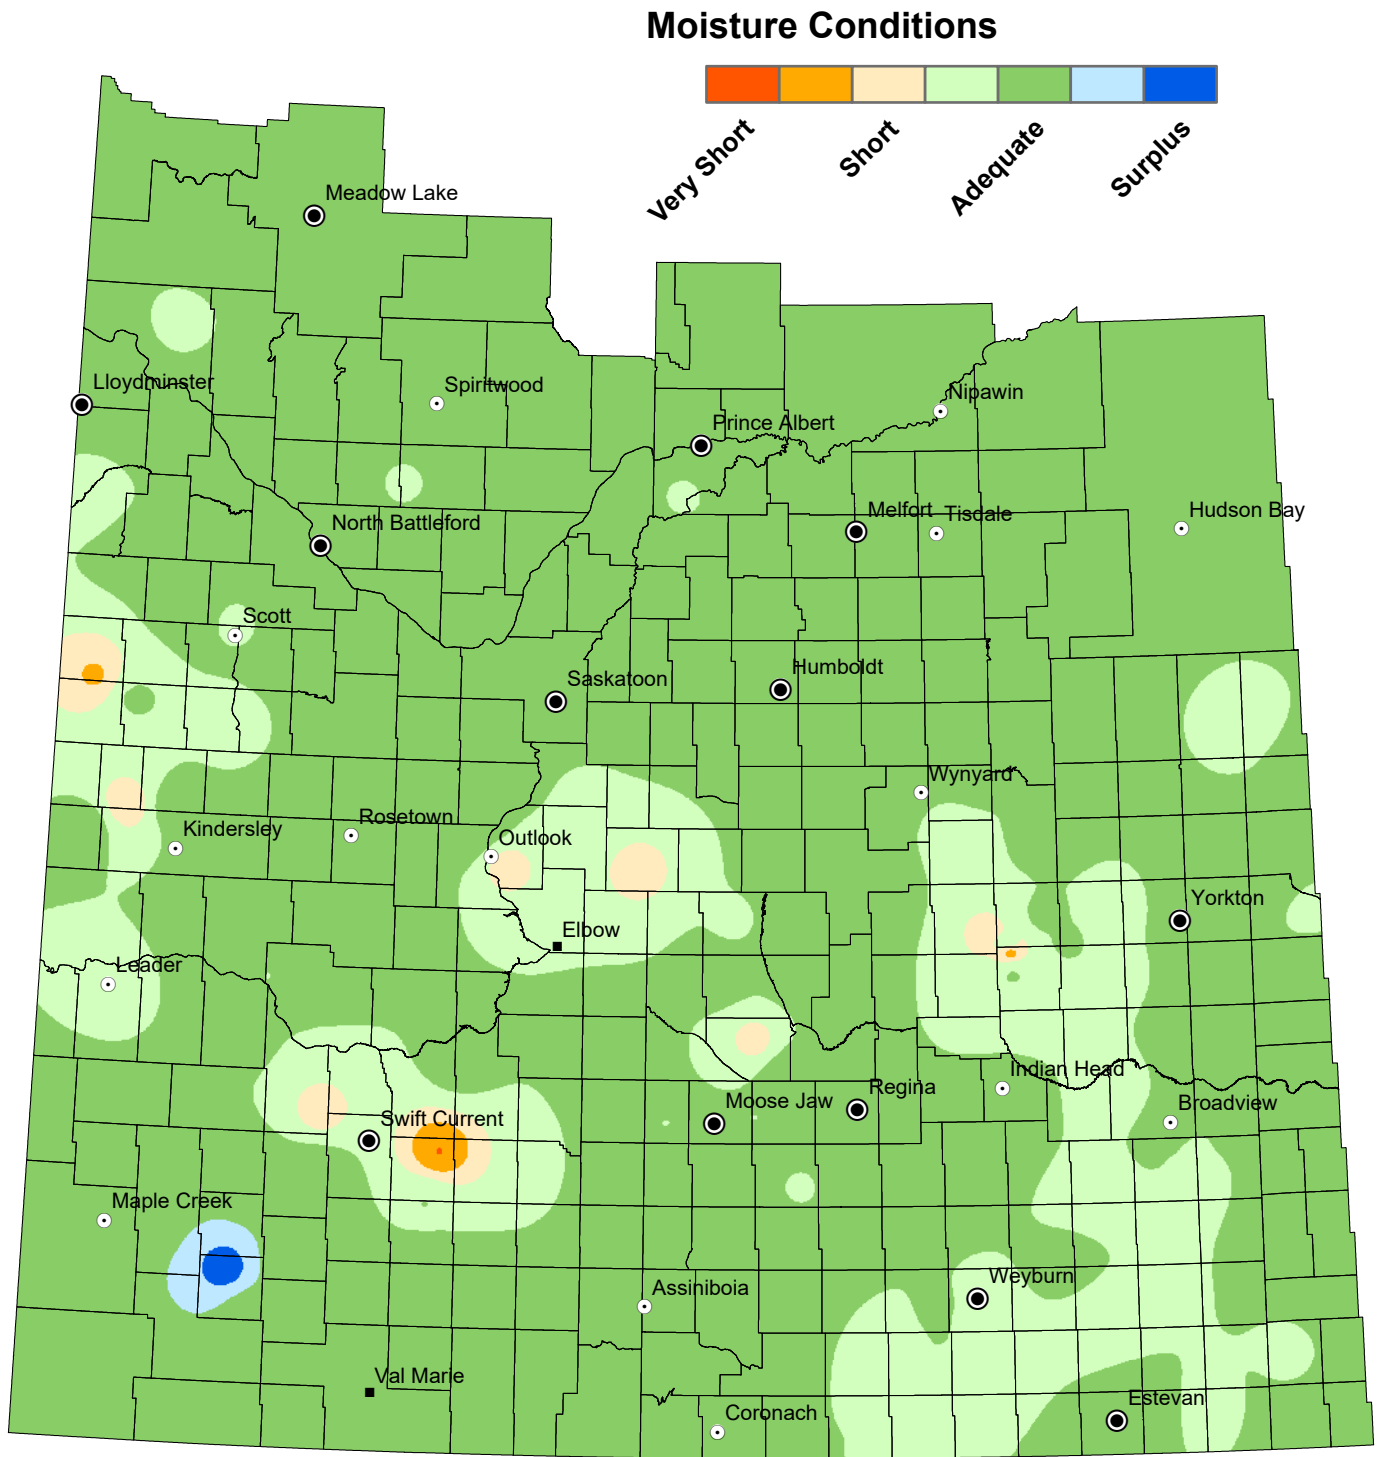 Moisture Conditions
Very Short
Short
Adequate
Surplus
Meadow Lake
Lloydminster
Spiritwood
Nipawin
Prince Albert
Melfort
Tisdale
Hudson Bay
North Battleford
Scott
Saskatoon
Humboldt
Wynyard
Rosetown
Kindersley
Outlook
Yorkton
Elbow
Leader
Indian Head
Regina
Moose Jaw
Broadview
Swift Current
Maple Creek
Weyburn
Assiniboia
Val Marie
Estevan
Coronach